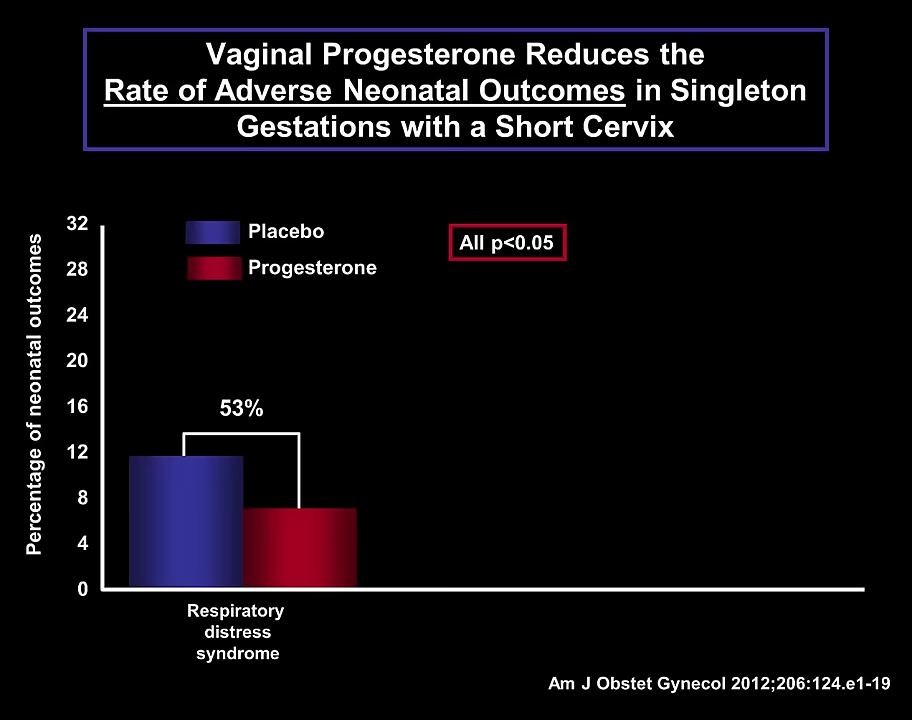 Vaginal Progesterone Reduces the
Rate of Adverse Neonatal Outcomes in Singleton
Gestations with a Short Cervix
Placebo
Progesterone
All p<0.05
Percentage of neonatal outcomes
32
28
24
20
16
12
8
4
0
53%
Respiratory
distress
syndrome
Am J Obstet Gynecol 2012;206:124.e1-19